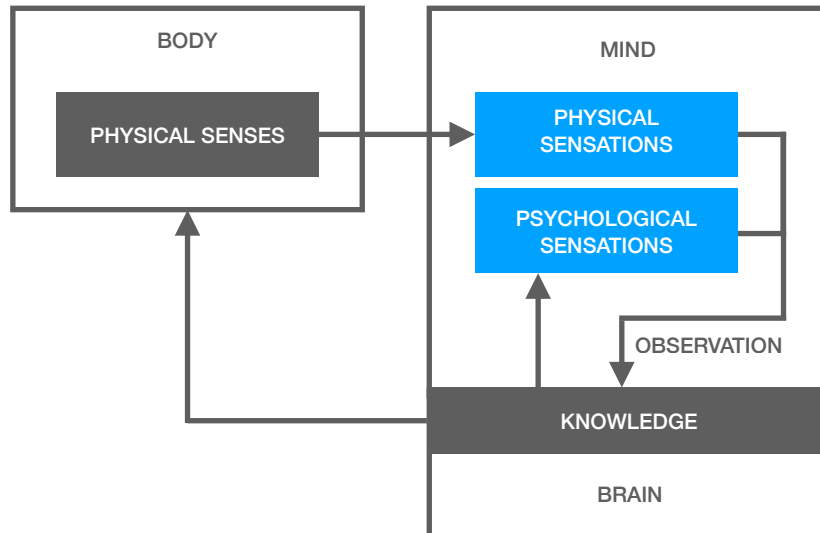 BODY
PHYSICAL SENSES
MIND
PHYSICAL
SENSATIONS
PSYCHOLOGICAL
SENSATIONS
OBSERVATION
KNOWLEDGE
BRAIN